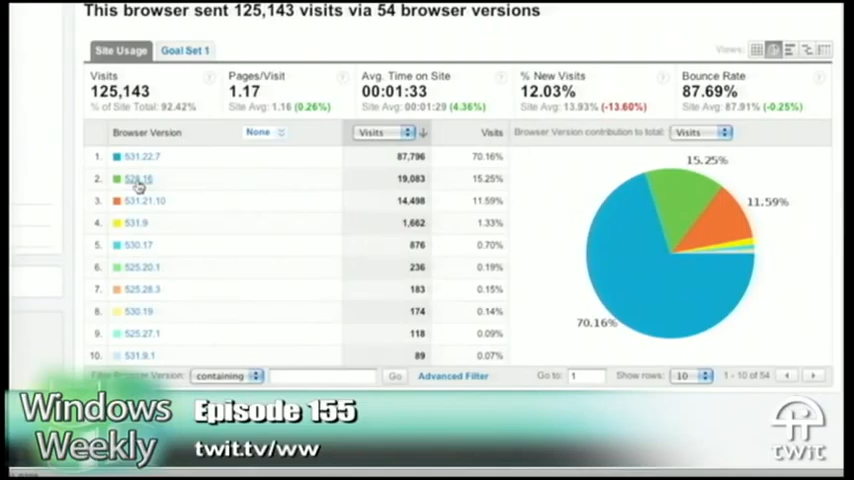 This browser sent 125,143 visits via 54 browser versions
Site Usage Goal Set 1 Views:
Visits Pages/Visit Avg. Time on Site % New Visits Bounce Rate
125,143 1.17 00:01:33 12.03% 87.69%
% of Site Total: 92.42% Site Avg: 1.16 (0.26%) Site Avg: 00:01:29 (4.36%) Site Avg: 13.93% (-13.60%) Site Avg: 87.91% (-0.25%)
Browser Version None Visits Visits Browser Version contribution to total: Visits
1. 531.22.7 87,796 70.16%
2. 528.16 19,083 15.25%
3. 531.21.10 14,498 11.59%
4. 531.9 1,662 1.33%
5. 530.17 876 0.70%
6. 525.20.1 236 0.19%
7. 525.28.3 183 0.15%
8. 530.19 174 0.14%
9. 525.27.1 118 0.09%
10. 531.9.1 89 0.07%
15.25%
11.59%
70.16%
Filter Browser Version: containing Go Advanced Filter Go to: 1 Show rows: 10 1 - 10 of 54
Windows Weekly
Episode 155
twit.tv/ww
twit